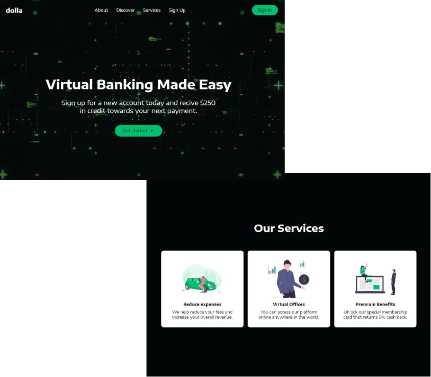 dolla
About Discover Services Sign Up
Sign In
Virtual Banking Made Easy
Sign up for a new account today and recive $250
in credit towards your next payment.
Get started
Our Services
Reduce expenses
We help reduce your fees and
increase your overall revenue.
Virtual Offices
You can access our platform
online anywhere in the world.
Premium Benefits
Unlock our special membership
card that returns 5% cash back.